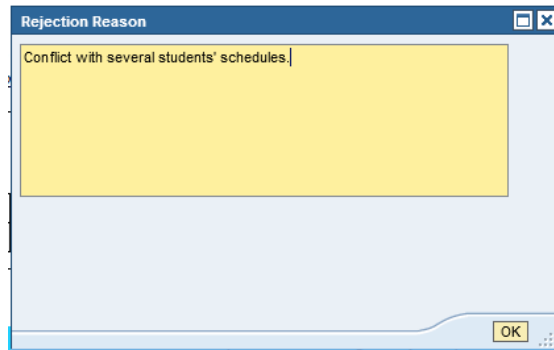 Rejection Reason
Conflict with several students' schedules.
OK